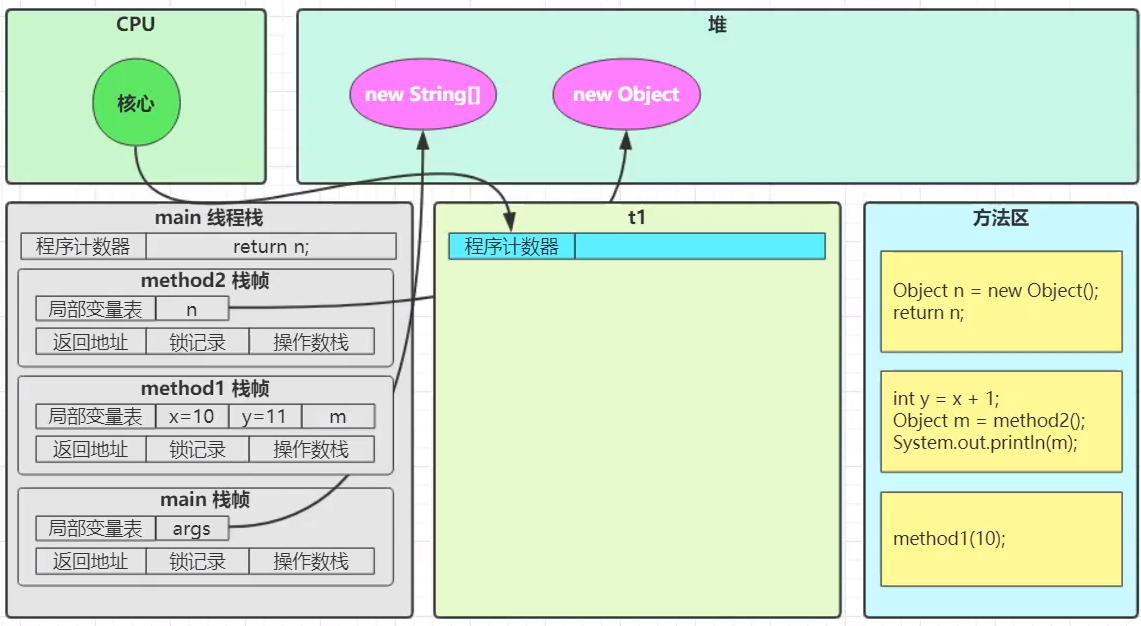 CPU
核心
堆
new String[]
new Object
main 线程栈
程序计数器
return n;
method2 栈帧
局部变量表
n
返回地址
锁记录
操作数栈
method1 栈帧
局部变量表
x=10
y=11
m
返回地址
锁记录
操作数栈
main 栈帧
局部变量表
args
返回地址
锁记录
操作数栈
t1
程序计数器
方法区
Object n = new Object();
return n;
int y = x + 1;
Object m = method2();
System.out.println(m);
method1(10);